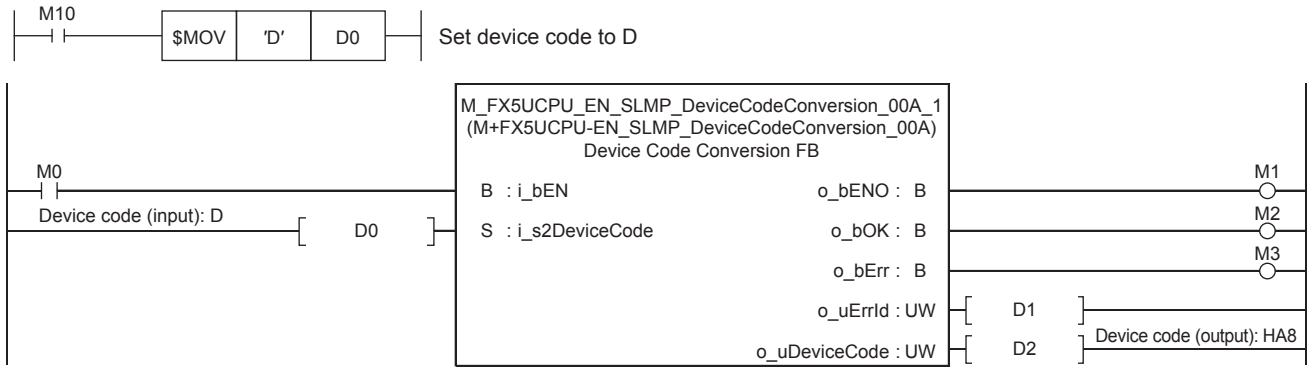 M10
$MOV 'D' D0 Set device code to D
M_FX5UCPU_EN_SLMP_DeviceCodeConversion_00A_1
(M+FX5UCPU-EN_SLMP_DeviceCodeConversion_00A)
Device Code Conversion FB
M0 M1
B : i_bEN o_bENO : B
Device code (input): D M2
D0 S : i_s2DeviceCode o_bOK : B
M3
o_bErr : B
o_uErrId : UW D1
Device code (output): HA8
o_uDeviceCode : UW D2